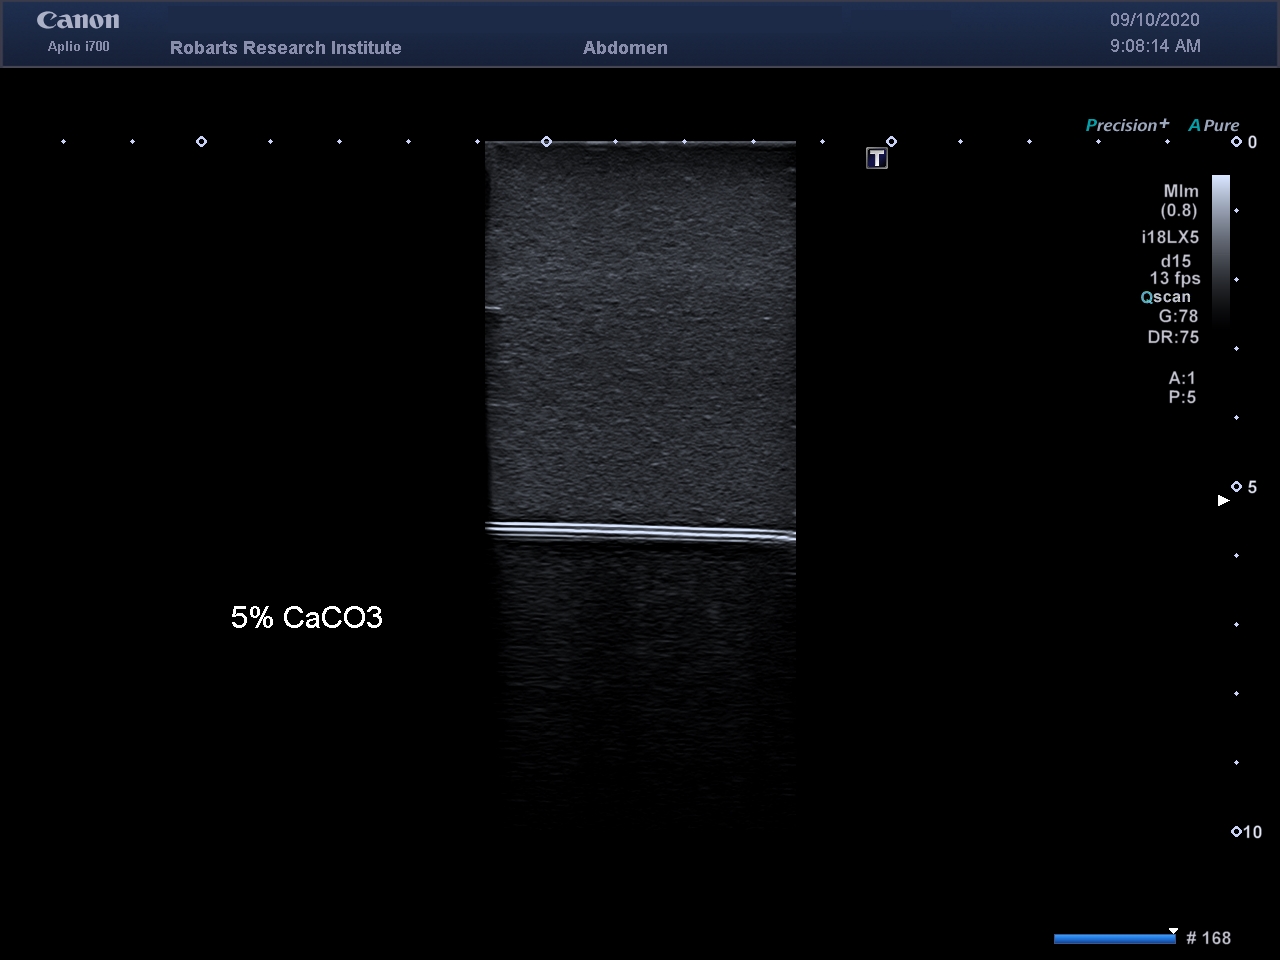 Canon
Aplio i700
Robarts Research Institute
Abdomen
09/10/2020
9:08:14 AM
Precision+ APure
T
0
MIm
(0.8)
i18LX5
d15
13 fps
Qscan
G:78
DR:75
A:1
P:5
5
5% CaCO3
10
# 168